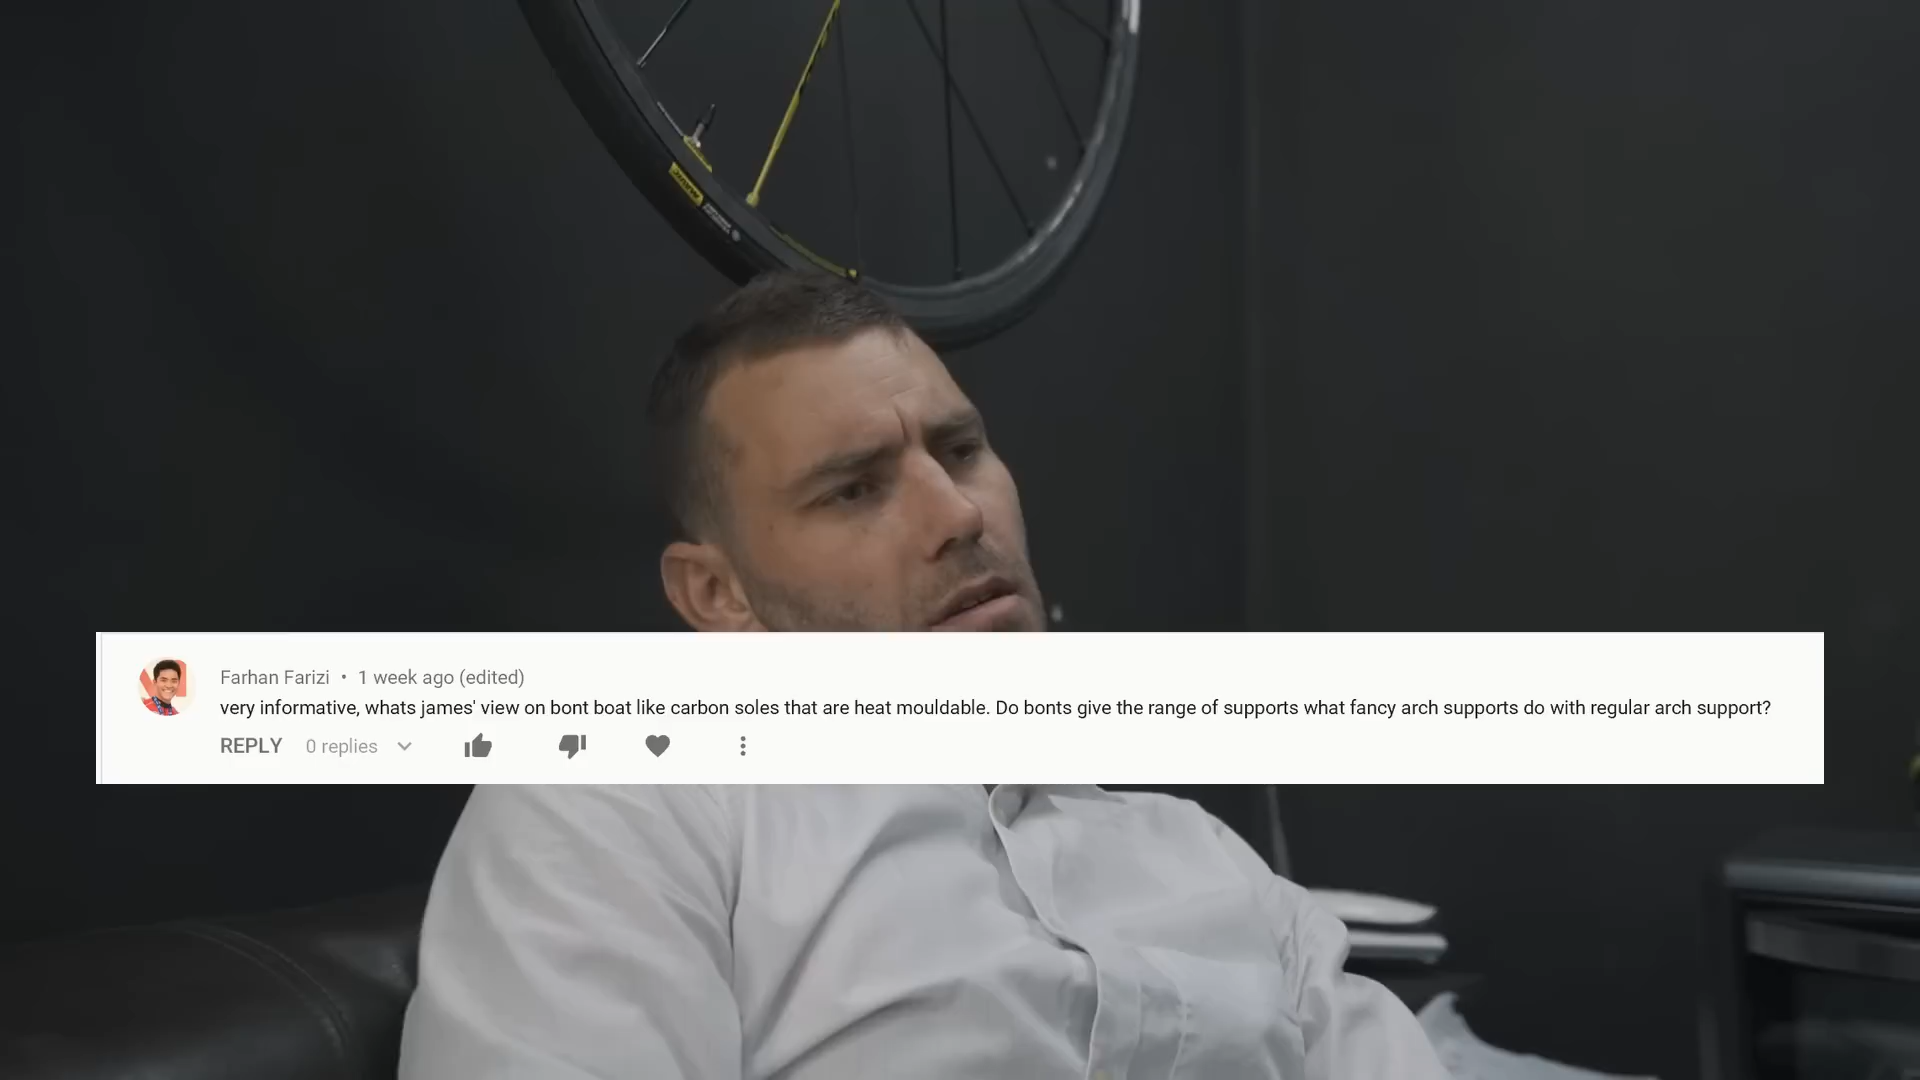 Farhan Farizi • 1 week ago (edited)
very informative, whats james' view on bont boat like carbon soles that are heat mouldable. Do bonts give the range of supports what fancy arch supports do with regular arch support?
REPLY 0 replies